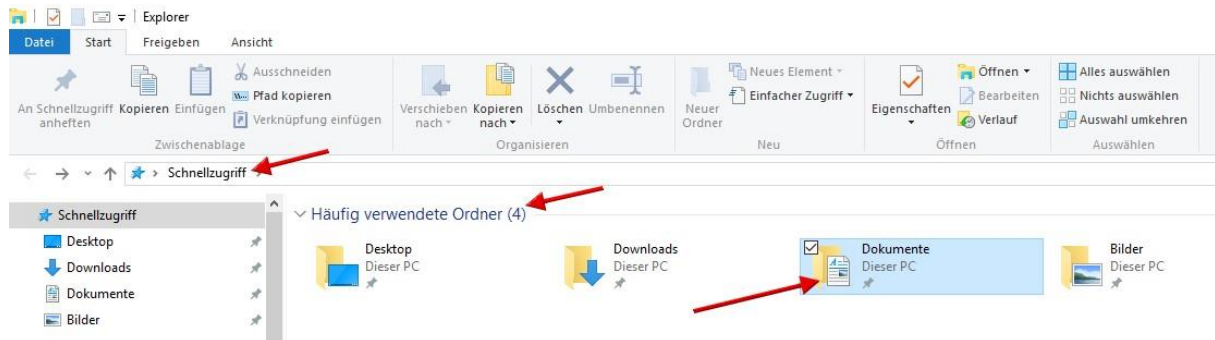 Explorer
Datei Start Freigeben Ansicht
An Schnellzugriff anheften
Kopieren
Einfügen
Ausschneiden
Pfad kopieren
Verknüpfung einfügen
Zwischenablage
Verschieben nach
Kopieren nach
Löschen
Umbenennen
Organisieren
Neuer Ordner
Neues Element
Einfacher Zugriff
Neu
Eigenschaften
Öffnen
Bearbeiten
Verlauf
Öffnen
Alles auswählen
Nichts auswählen
Auswahl umkehren
Auswählen
Schnellzugriff
Schnellzugriff
Desktop
Downloads
Dokumente
Bilder
Häufig verwendete Ordner (4)
Desktop
Dieser PC
Downloads
Dieser PC
Dokumente
Dieser PC
Bilder
Dieser PC